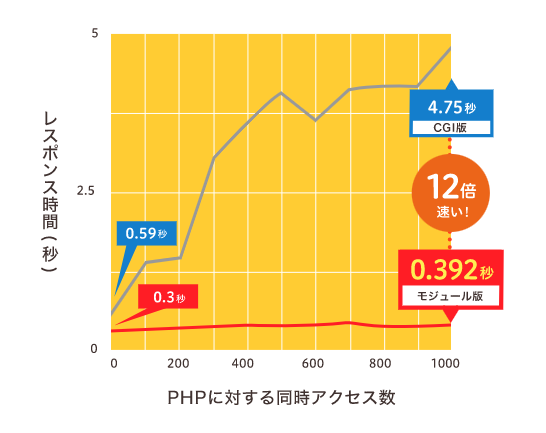 5
4.75秒
CGI版
レスポンス時間(秒)
2.5
12倍
速い!
0.59秒
0.392秒
モジュール版
0.3秒
0
0 200 400 600 800 1000
PHPに対する同時アクセス数